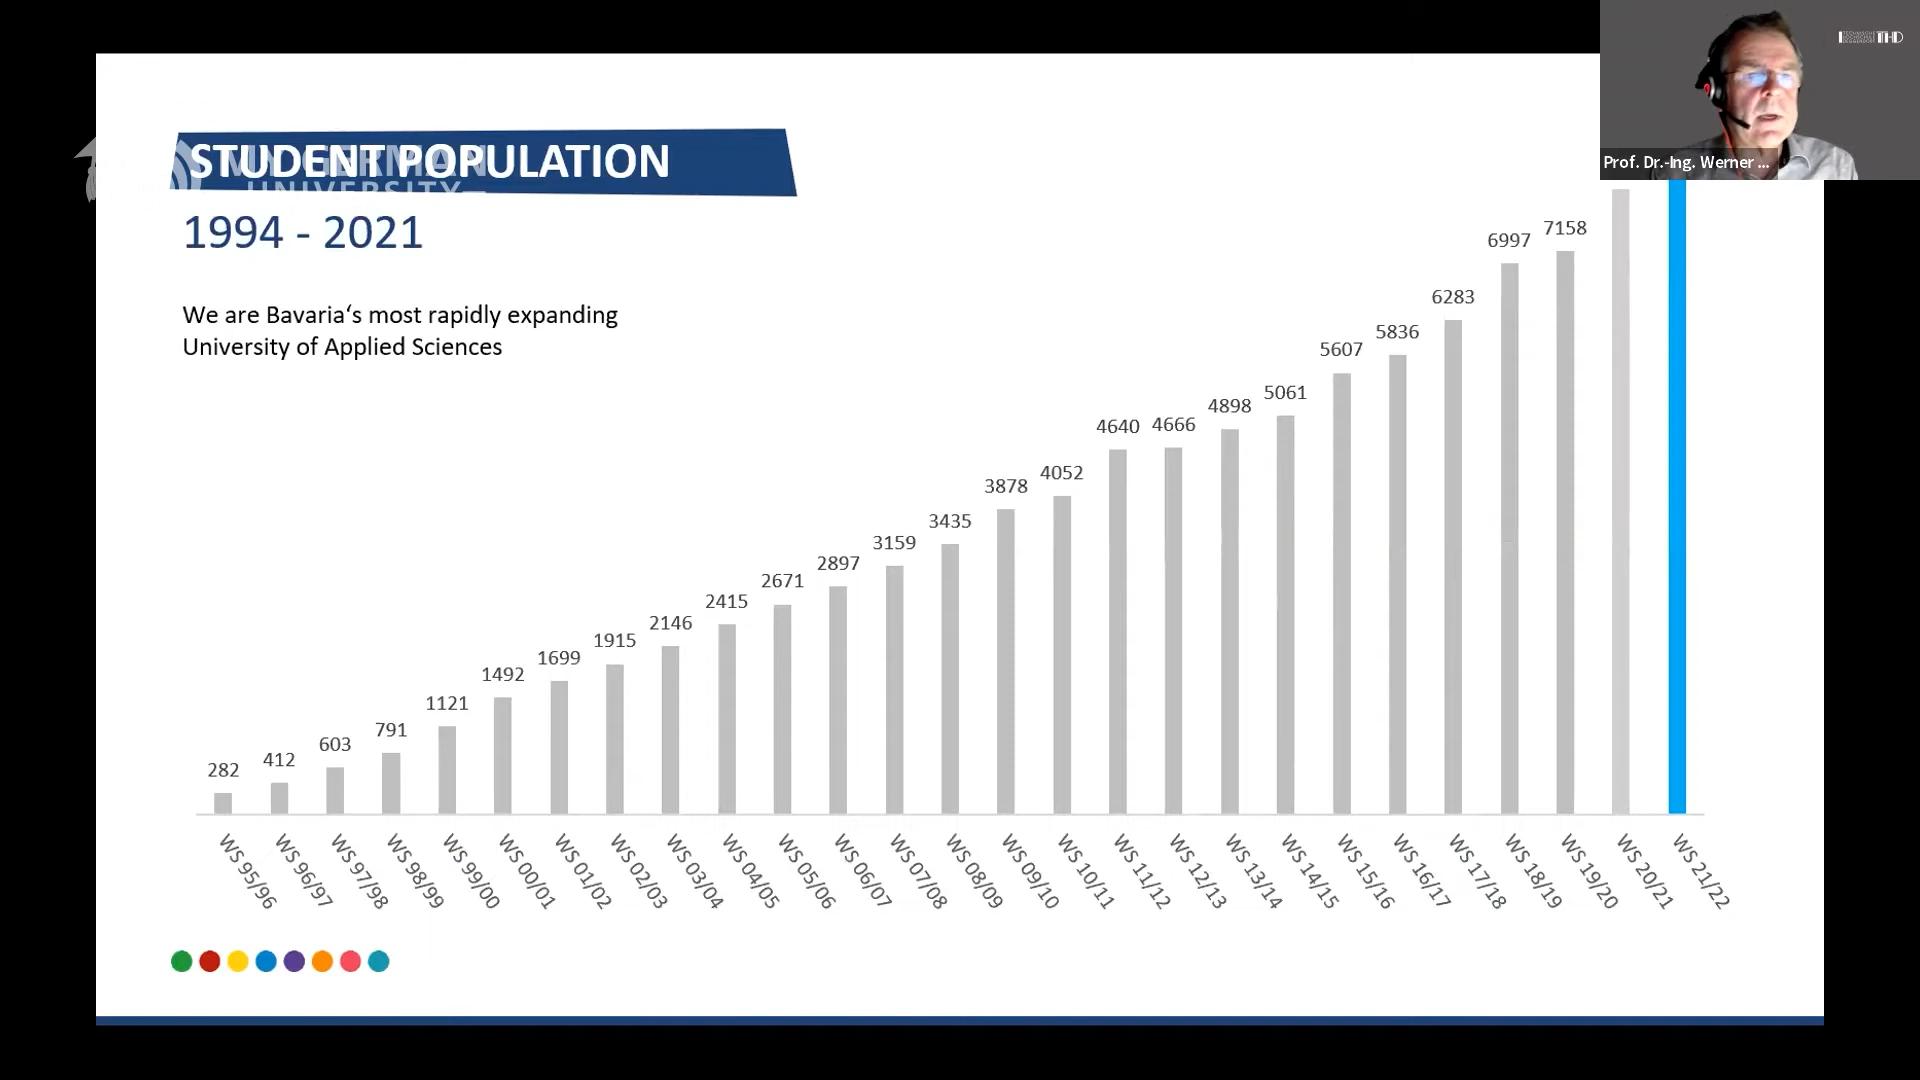 STUDENT POPULATION
MY GERMAN
UNIVERSITY
1994 - 2021
We are Bavaria‘s most rapidly expanding
University of Applied Sciences
Prof. Dr.-Ing. Werner ...
TECHNISCHE
HOCHSCHULE
DEGGENDORF
THD
282
412
603
791
1121
1492
1699
1915
2146
2415
2671
2897
3159
3435
3878
4052
4640
4666
4898
5061
5607
5836
6283
6997
7158
WS 95/96
WS 96/97
WS 97/98
WS 98/99
WS 99/00
WS 00/01
WS 01/02
WS 02/03
WS 03/04
WS 04/05
WS 05/06
WS 06/07
WS 07/08
WS 08/09
WS 09/10
WS 10/11
WS 11/12
WS 12/13
WS 13/14
WS 14/15
WS 15/16
WS 16/17
WS 17/18
WS 18/19
WS 19/20
WS 20/21
WS 21/22